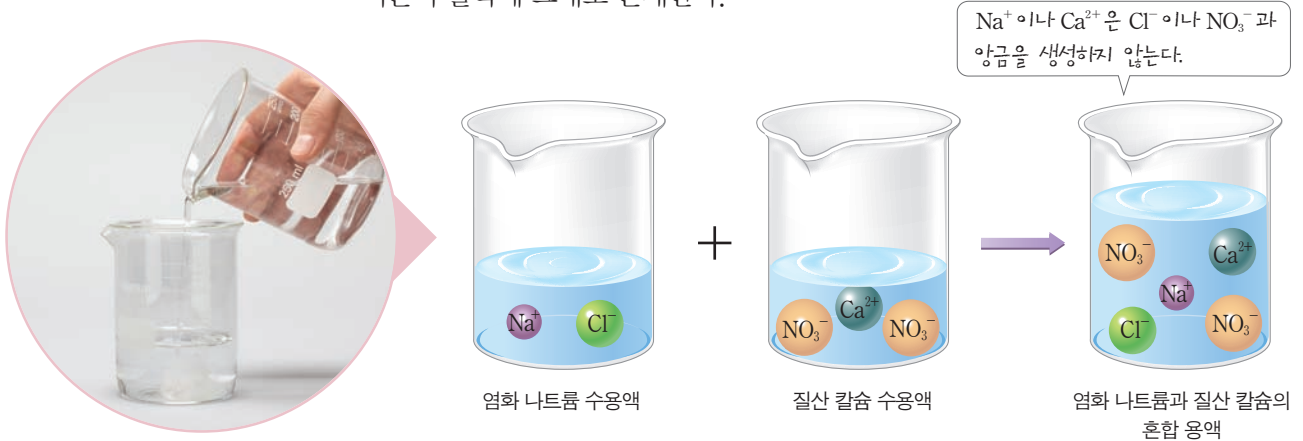 Na⁺이나 Ca²⁺은 Cl⁻이나 NO₃⁻과
앙금을 생성하지 않는다.
250 ml
200
+
NO₃⁻
Ca²⁺
Na⁺
Cl⁻
NO₃⁻
Na⁺
Cl⁻
NO₃⁻
Ca²⁺
NO₃⁻
염화 나트륨 수용액
질산 칼슘 수용액
염화 나트륨과 질산 칼슘의
혼합 용액